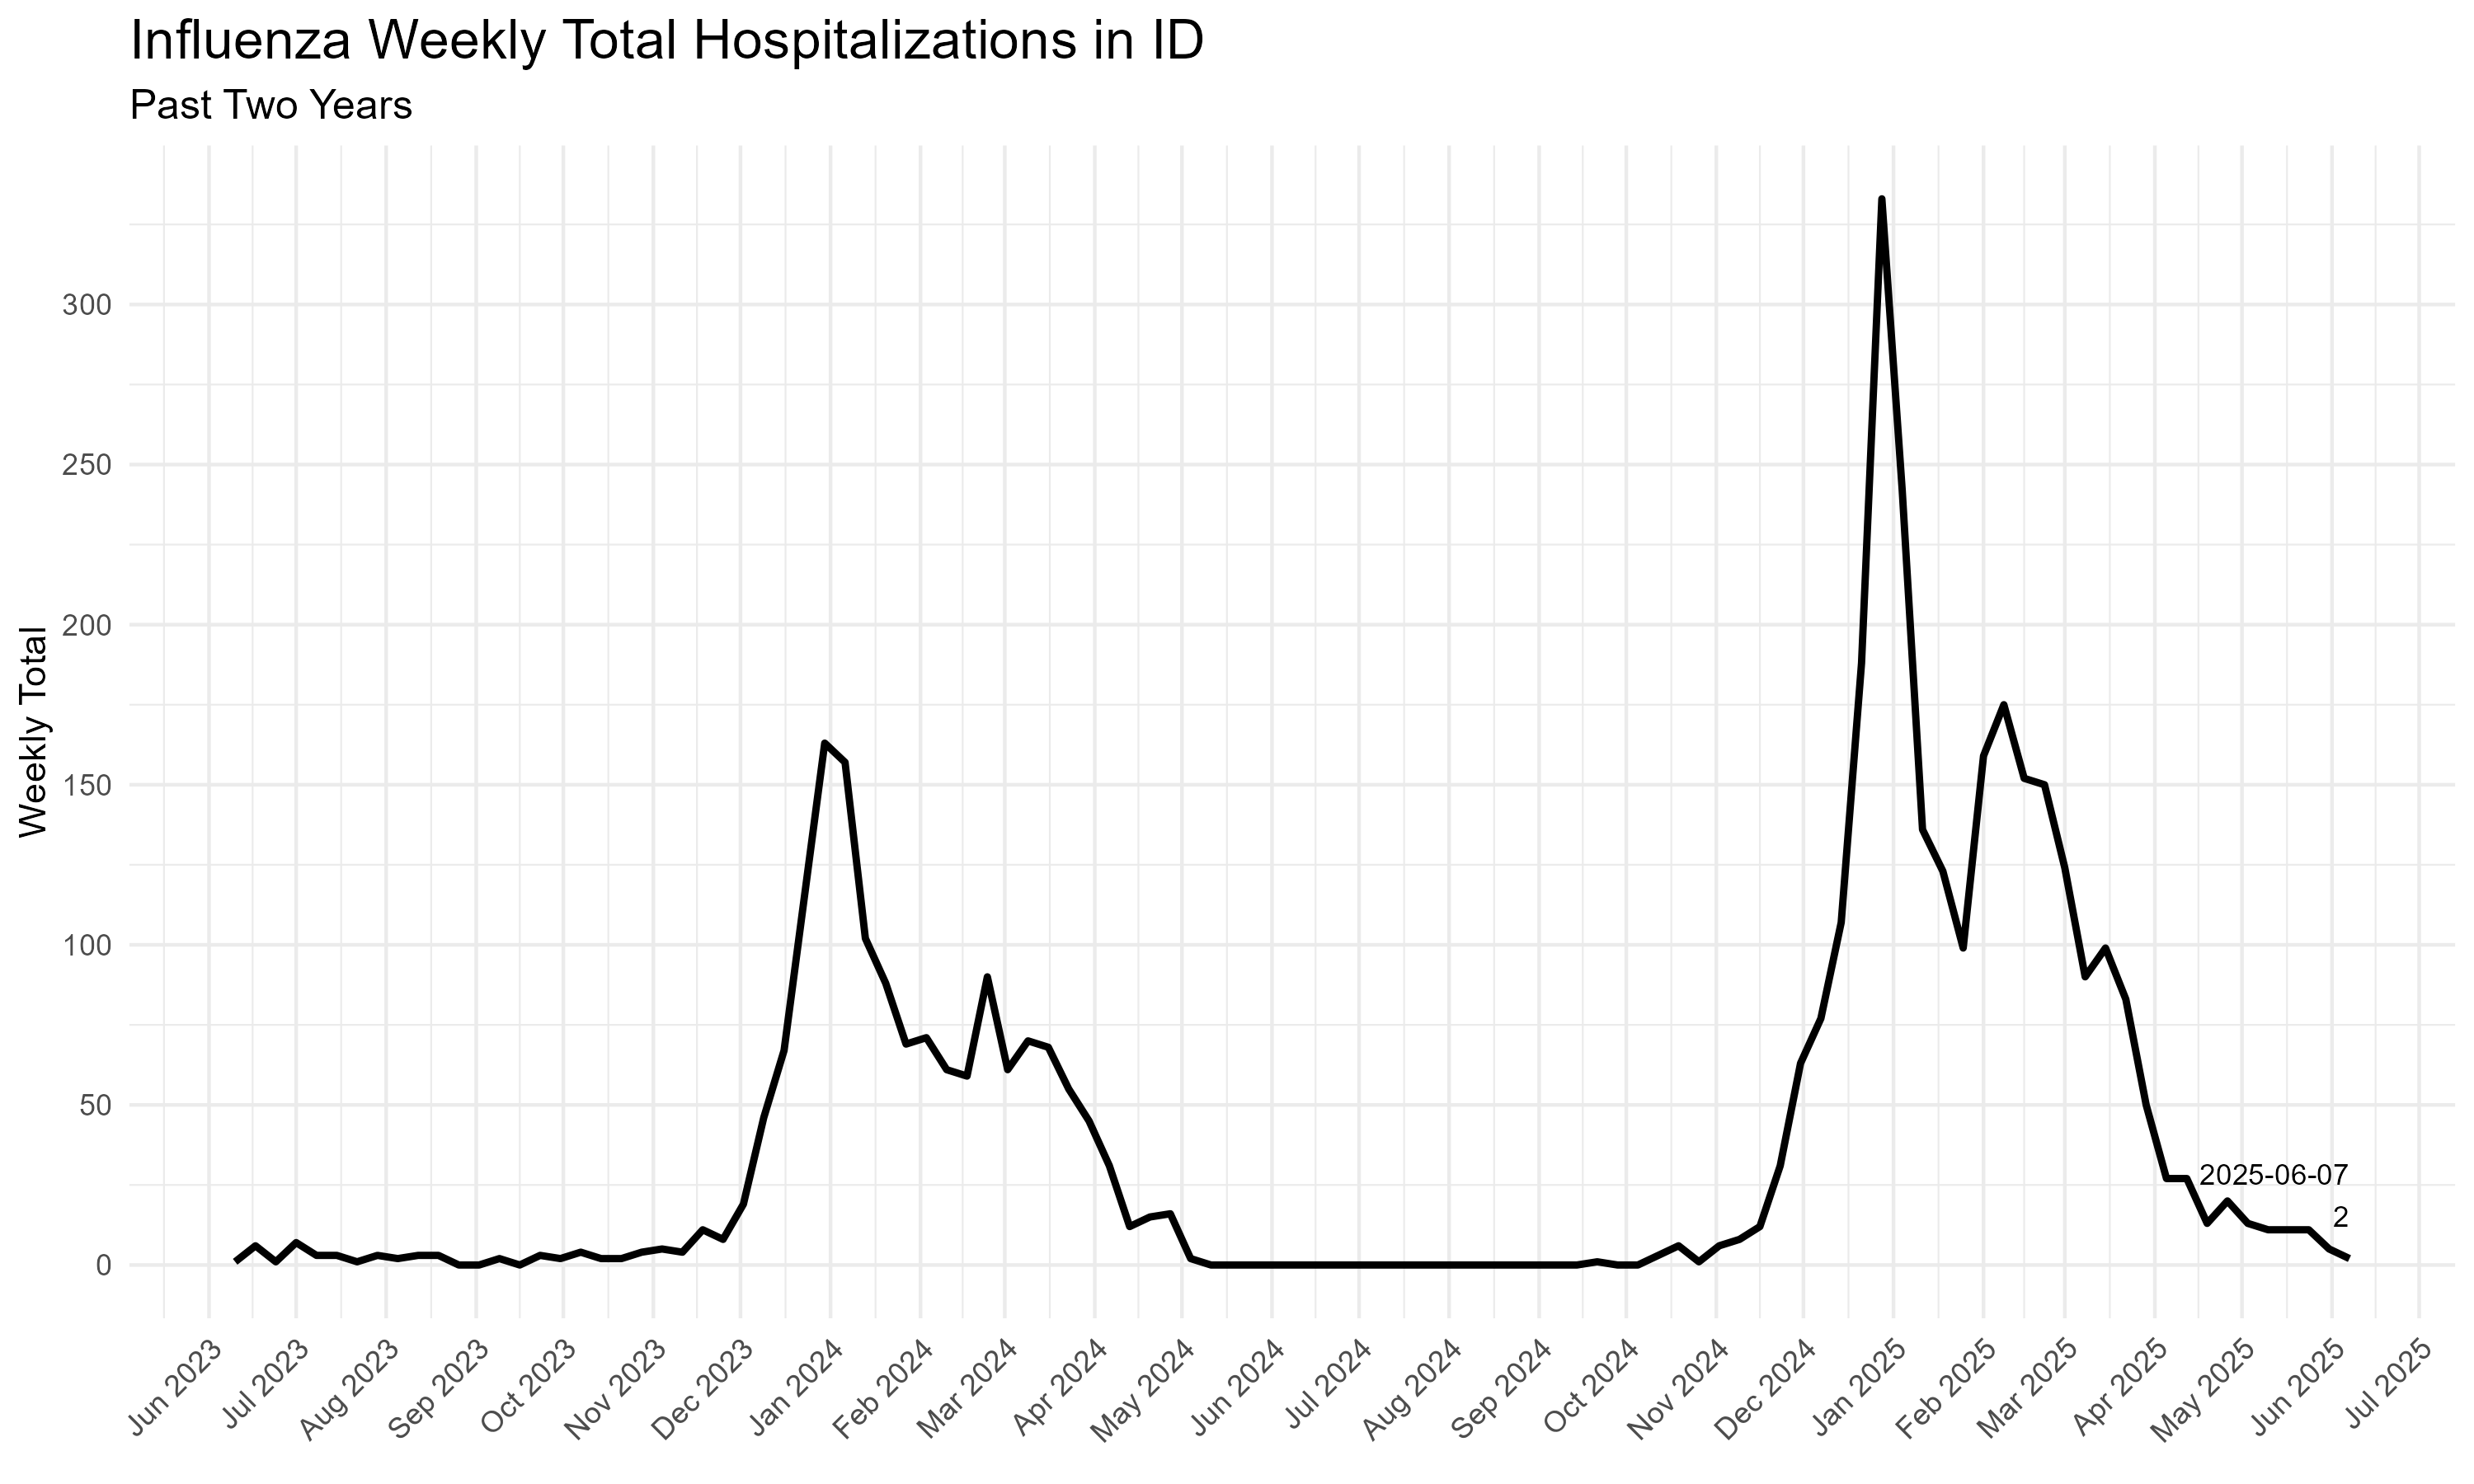 Influenza Weekly Total Hospitalizations in ID
Past Two Years
Weekly Total
300
250
200
150
100
50
0
2025-06-07
2
Jun 2023
Jul 2023
Aug 2023
Sep 2023
Oct 2023
Nov 2023
Dec 2023
Jan 2024
Feb 2024
Mar 2024
Apr 2024
May 2024
Jun 2024
Jul 2024
Aug 2024
Sep 2024
Oct 2024
Nov 2024
Dec 2024
Jan 2025
Feb 2025
Mar 2025
Apr 2025
May 2025
Jun 2025
Jul 2025